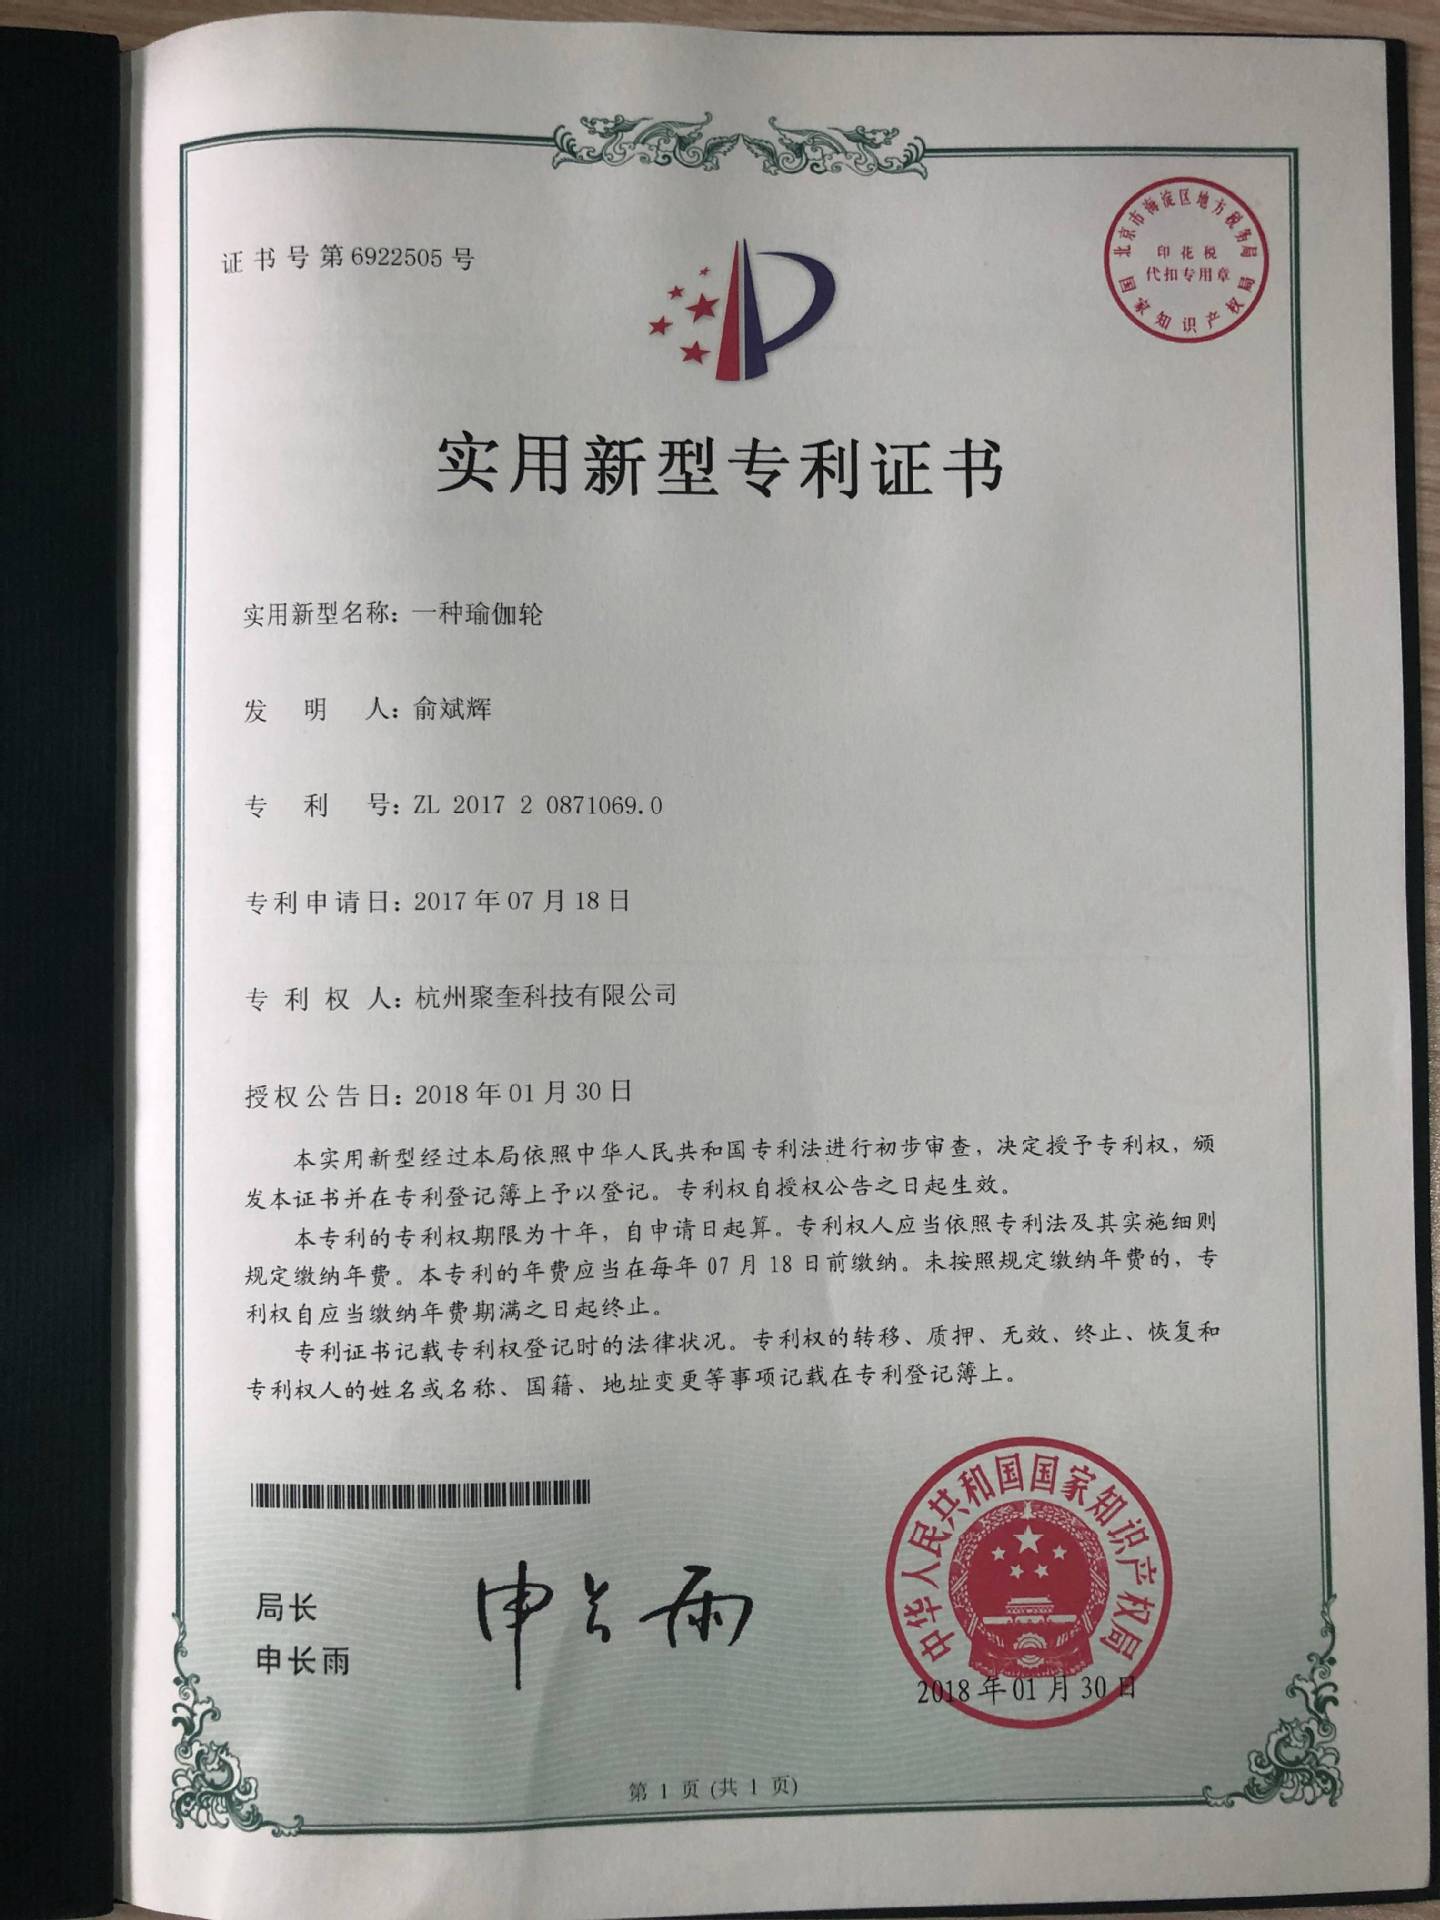 证书号第6922505号
北京市海淀区地方税务局
印花税
代扣专用章
国家知识产权局
实用新型专利证书
实用新型名称：一种瑜伽轮
发明人：俞斌辉
专利号：ZL 2017 2 0871069.0
专利申请日：2017年07月18日
专利权人：杭州聚奎科技有限公司
授权公告日：2018年01月30日
本实用新型经过本局依照中华人民共和国专利法进行初步审查，决定授予专利权，颁
发本证书并在专利登记簿上予以登记。专利权自授权公告之日起生效。
本专利的专利权期限为十年，自申请日起算。专利权人应当依照专利法及其实施细则
规定缴纳年费。本专利的年费应当在每年07月18日前缴纳。未按照规定缴纳年费的，专
利权自应当缴纳年费期满之日起终止。
专利证书记载专利权登记时的法律状况。专利权的转移、质押、无效、终止、恢复和
专利权人的姓名或名称、国籍、地址变更等事项记载在专利登记簿上。
局长
申长雨
申长雨
中华人民共和国国家知识产权局
2018年01月30日
第1页(共1页)